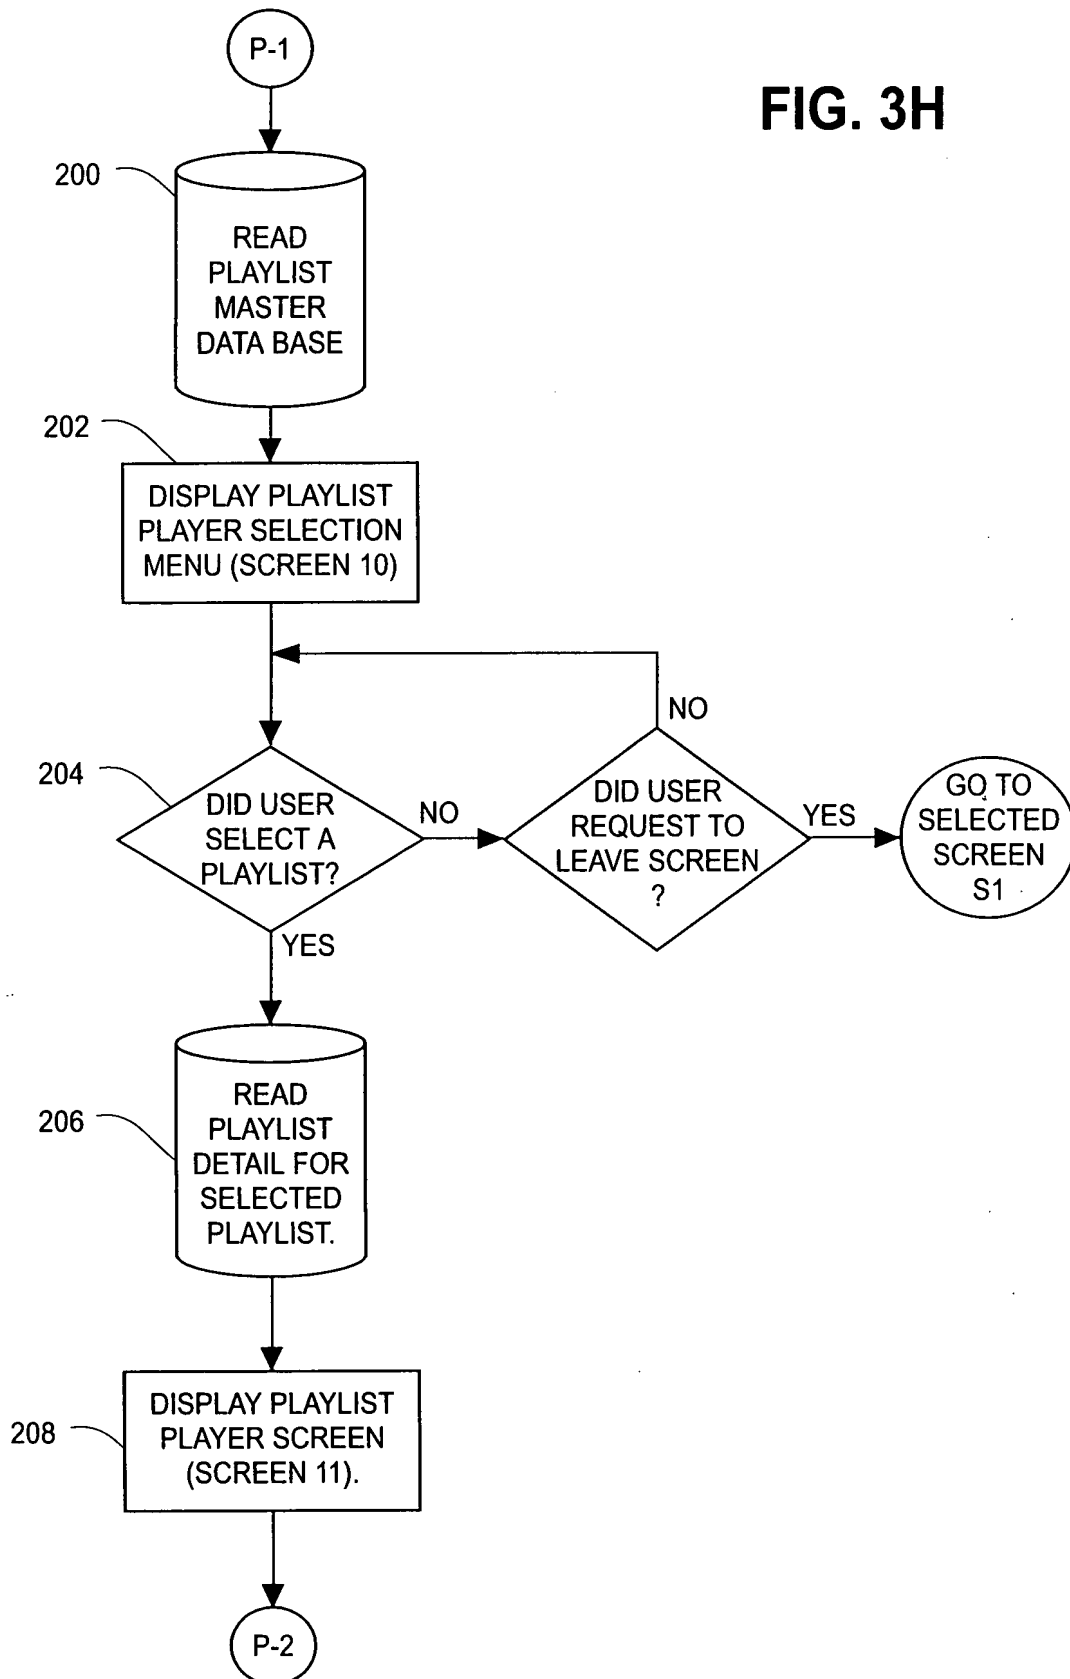 P-1
FIG. 3H
200
READ
PLAYLIST
MASTER
DATA BASE
202
DISPLAY PLAYLIST
PLAYER SELECTION
MENU (SCREEN 10)
NO
204
DID USER
SELECT A
PLAYLIST?
NO
DID USER
REQUEST TO
LEAVE SCREEN
?
YES
GO TO
SELECTED
SCREEN
S1
YES
206
READ
PLAYLIST
DETAIL FOR
SELECTED
PLAYLIST.
208
DISPLAY PLAYLIST
PLAYER SCREEN
(SCREEN 11).
P-2